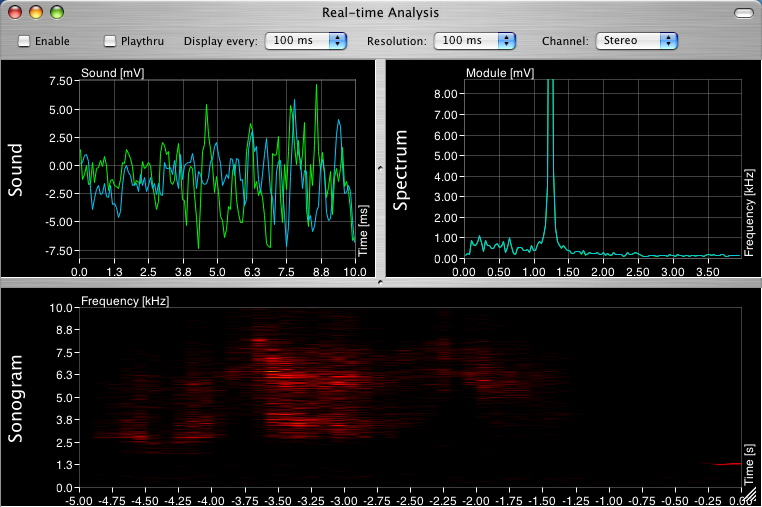 Real-time Analysis
Enable Playthru Display every: 100 ms Resolution: 100 ms Channel: Stereo
Sound [mV]
Sound
7.50
5.00
2.50
0.00
-2.50
-5.00
-7.50
Time [ms]
0.0 1.3 2.5 3.8 5.0 6.3 7.5 8.8 10.0
Module [mV]
Spectrum
8.00
7.00
6.00
5.00
4.00
3.00
2.00
1.00
0.00
Frequency [kHz]
0.00 0.50 1.00 1.50 2.00 2.50 3.00 3.50
Frequency [kHz]
Sonogram
10.0
8.8
7.5
6.3
5.0
3.8
2.5
1.3
0.0
Time [s]
-5.00 -4.75 -4.50 -4.25 -4.00 -3.75 -3.50 -3.25 -3.00 -2.75 -2.50 -2.25 -2.00 -1.75 -1.50 -1.25 -1.00 -0.75 -0.50 -0.25 0.00